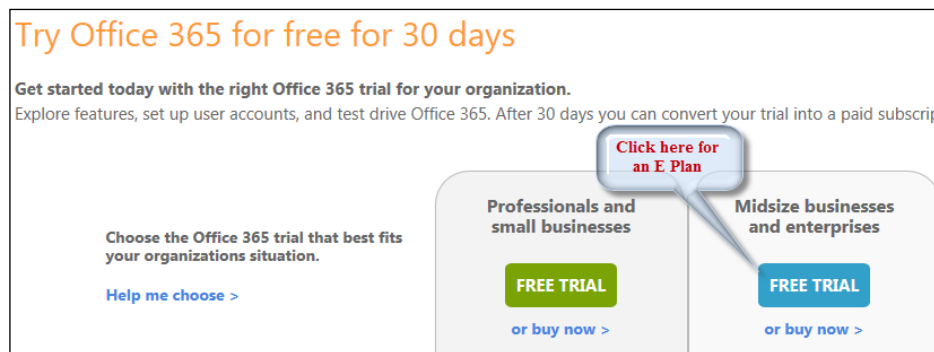 Try Office 365 for free for 30 days
Get started today with the right Office 365 trial for your organization.
Explore features, set up user accounts, and test drive Office 365. After 30 days you can convert your trial into a paid
Click here for
an E Plan
Professionals and
small businesses
Midsize businesses
and enterprises
Choose the Office 365 trial that best fits
your organizations situation.
Help me choose >
FREE TRIAL
FREE TRIAL
or buy now >
or buy now >